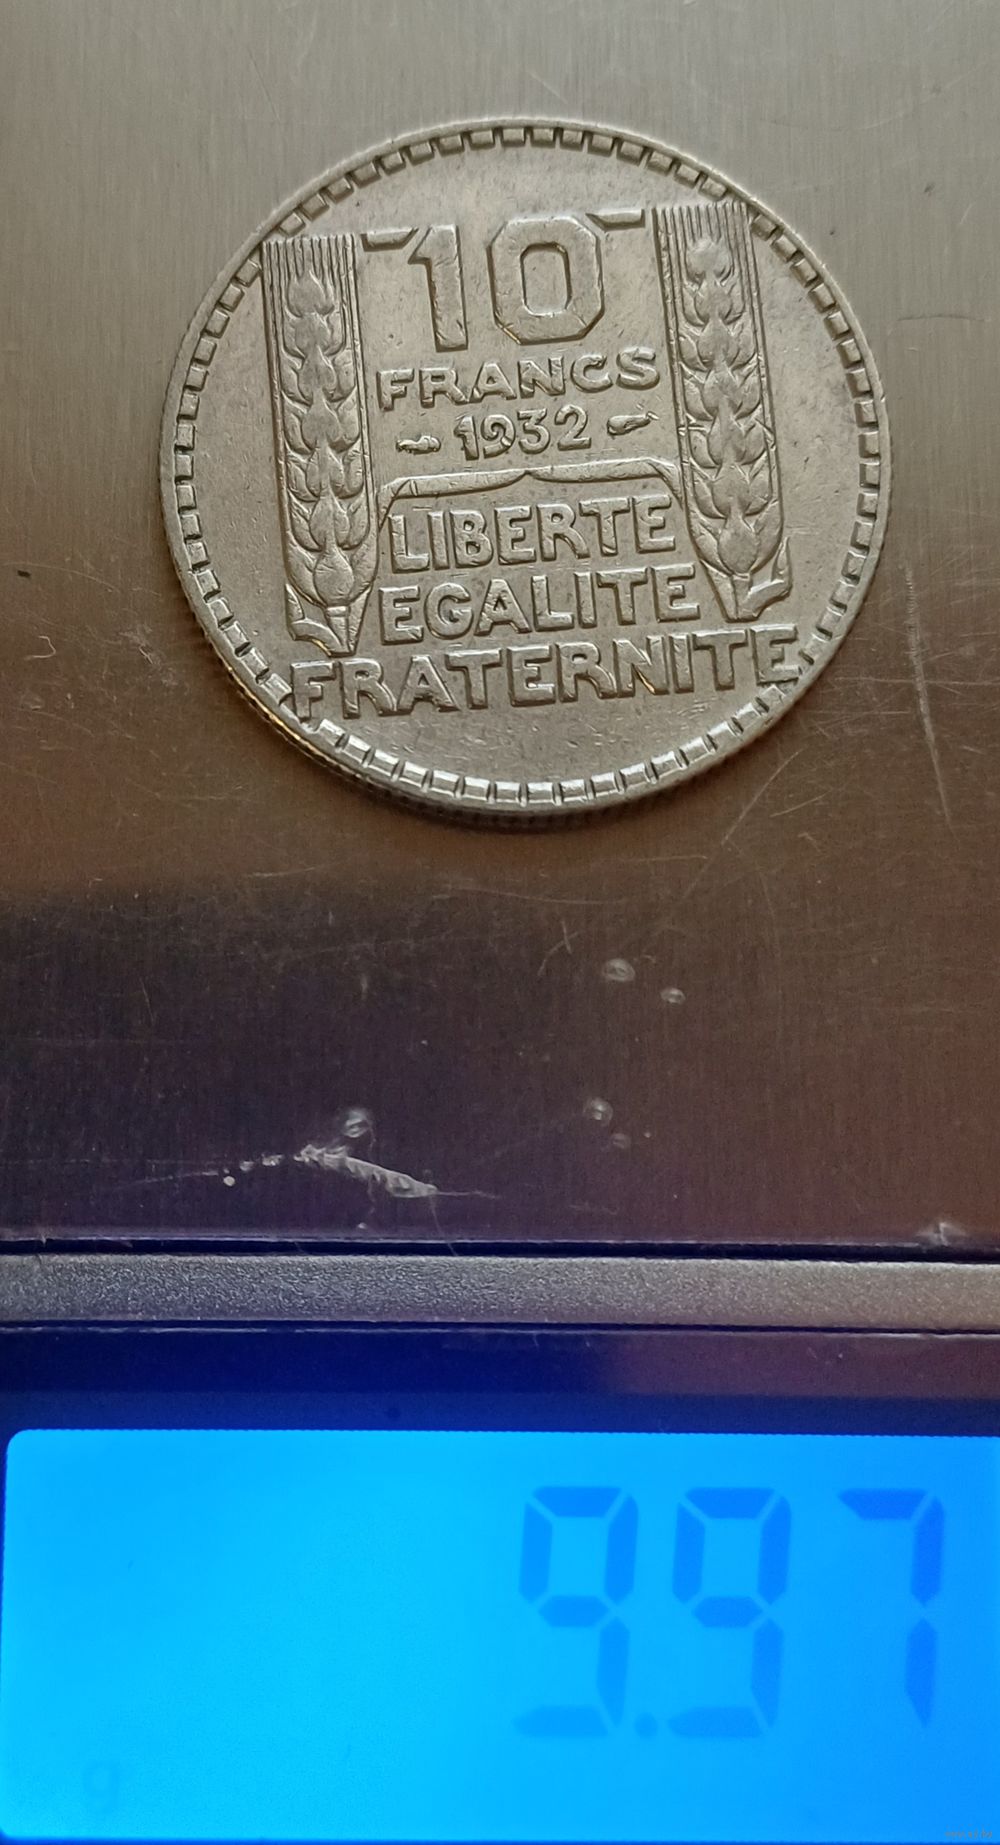 10
FRANCS
- 1932 -
LIBERTE
EGALITE
FRATERNITE
9.97
g